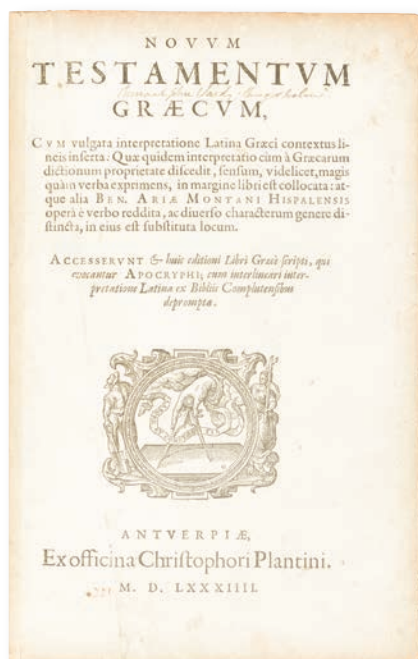 NOVVM
TESTAMENTVM
GRÆCVM,
CVM vulgata interpretatione Latina Græci contextus li-
neis inserta: Quæ quidem interpretatio cùm à Græcarum
dictionum proprietate discedit, sensum, videlicet, magis
quàm verba exprimens, in margine libri est collocata: at-
que alia BEN. ARIÆ MONTANI HISPALENSIS
operâ è verbo reddita, ac diuerso characterum genere di-
stincta, in eius est substituta locum.
ACCESSERVNT & huic editioni Libri Græcè scripti, qui
vocantur APOCRYPHI; cum interlineari inter-
pretatione Latina ex Bibliis Complutensibus
deprompta.
ANTVERPIÆ,
Ex officina Christophori Plantini.
M. D. LXXXIIII.